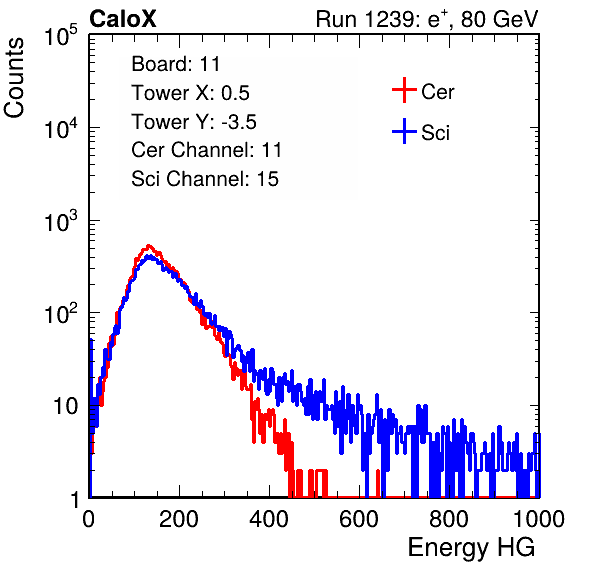 CaloX Run 1239: e⁺, 80 GeV
Counts
Board: 11
Tower X: 0.5
Tower Y: -3.5
Cer Channel: 11
Sci Channel: 15
Cer
Sci
10⁵
10⁴
10³
10²
10
1
0 200 400 600 800 1000
Energy HG